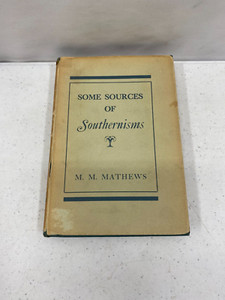 SOME SOURCES
OF
Southernisms
M. M. MATHEWS